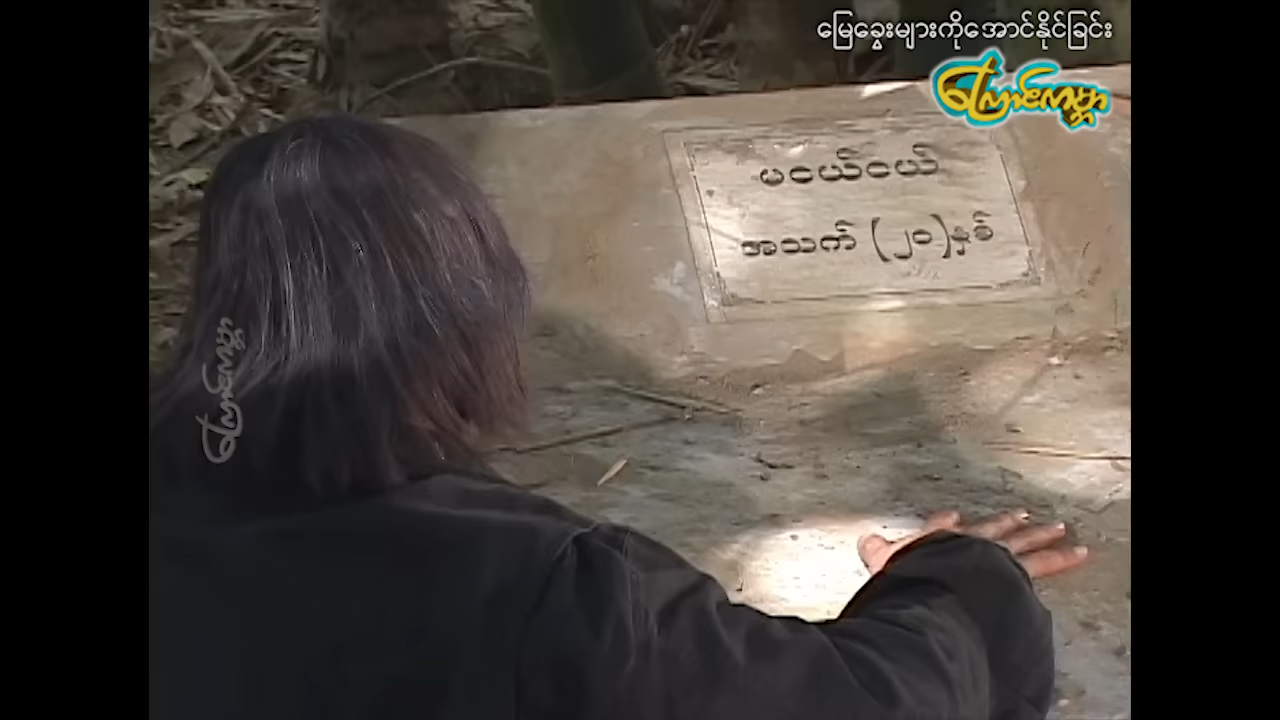 မြေခွေးများကိုအောင်နိုင်ခြင်း
မငယ်ငယ်
အသက် (၂၀)နှစ်